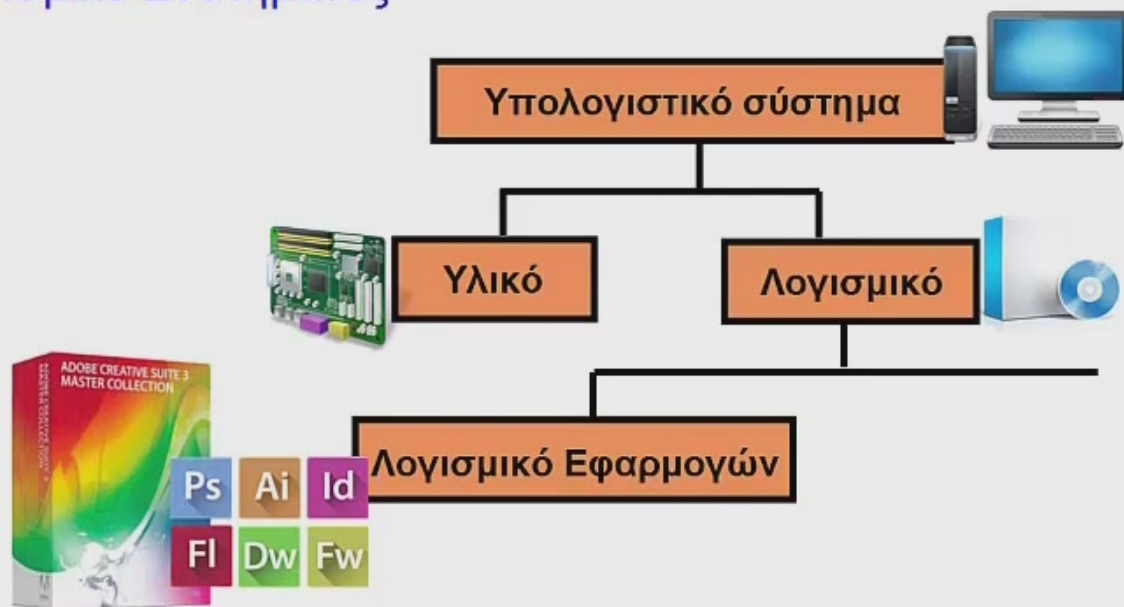 Υπολογιστικό σύστημα
Υλικό
Λογισμικό
ADOBE CREATIVE SUITE 3
MASTER COLLECTION
Λογισμικό Εφαρμογών
Ps Ai Id
Fl Dw Fw